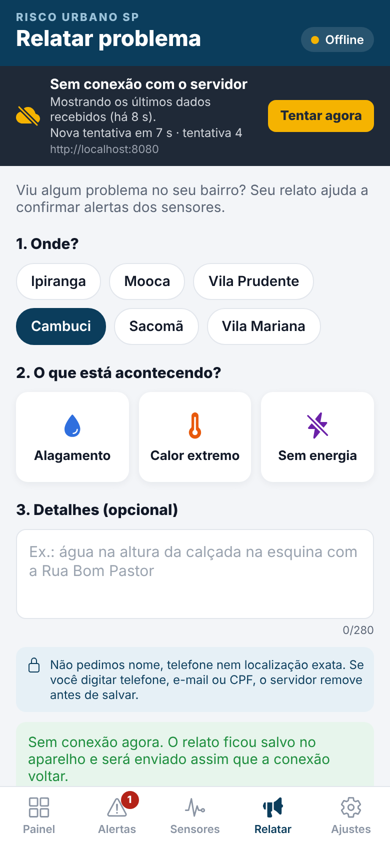 RISCO URBANO SP
Relatar problema
Offline
Sem conexão com o servidor
Mostrando os últimos dados
recebidos (há 8 s).
Nova tentativa em 7 s · tentativa 4
http://localhost:8080
Tentar agora
Viu algum problema no seu bairro? Seu relato ajuda a
confirmar alertas dos sensores.
1. Onde?
Ipiranga
Mooca
Vila Prudente
Cambuci
Sacomã
Vila Mariana
2. O que está acontecendo?
Alagamento
Calor extremo
Sem energia
3. Detalhes (opcional)
Ex.: água na altura da calçada na esquina com
a Rua Bom Pastor
0/280
Não pedimos nome, telefone nem localização exata. Se
você digitar telefone, e-mail ou CPF, o servidor remove
antes de salvar.
Sem conexão agora. O relato ficou salvo no
aparelho e será enviado assim que a conexão
voltar.
1
Painel
Alertas
Sensores
Relatar
Ajustes